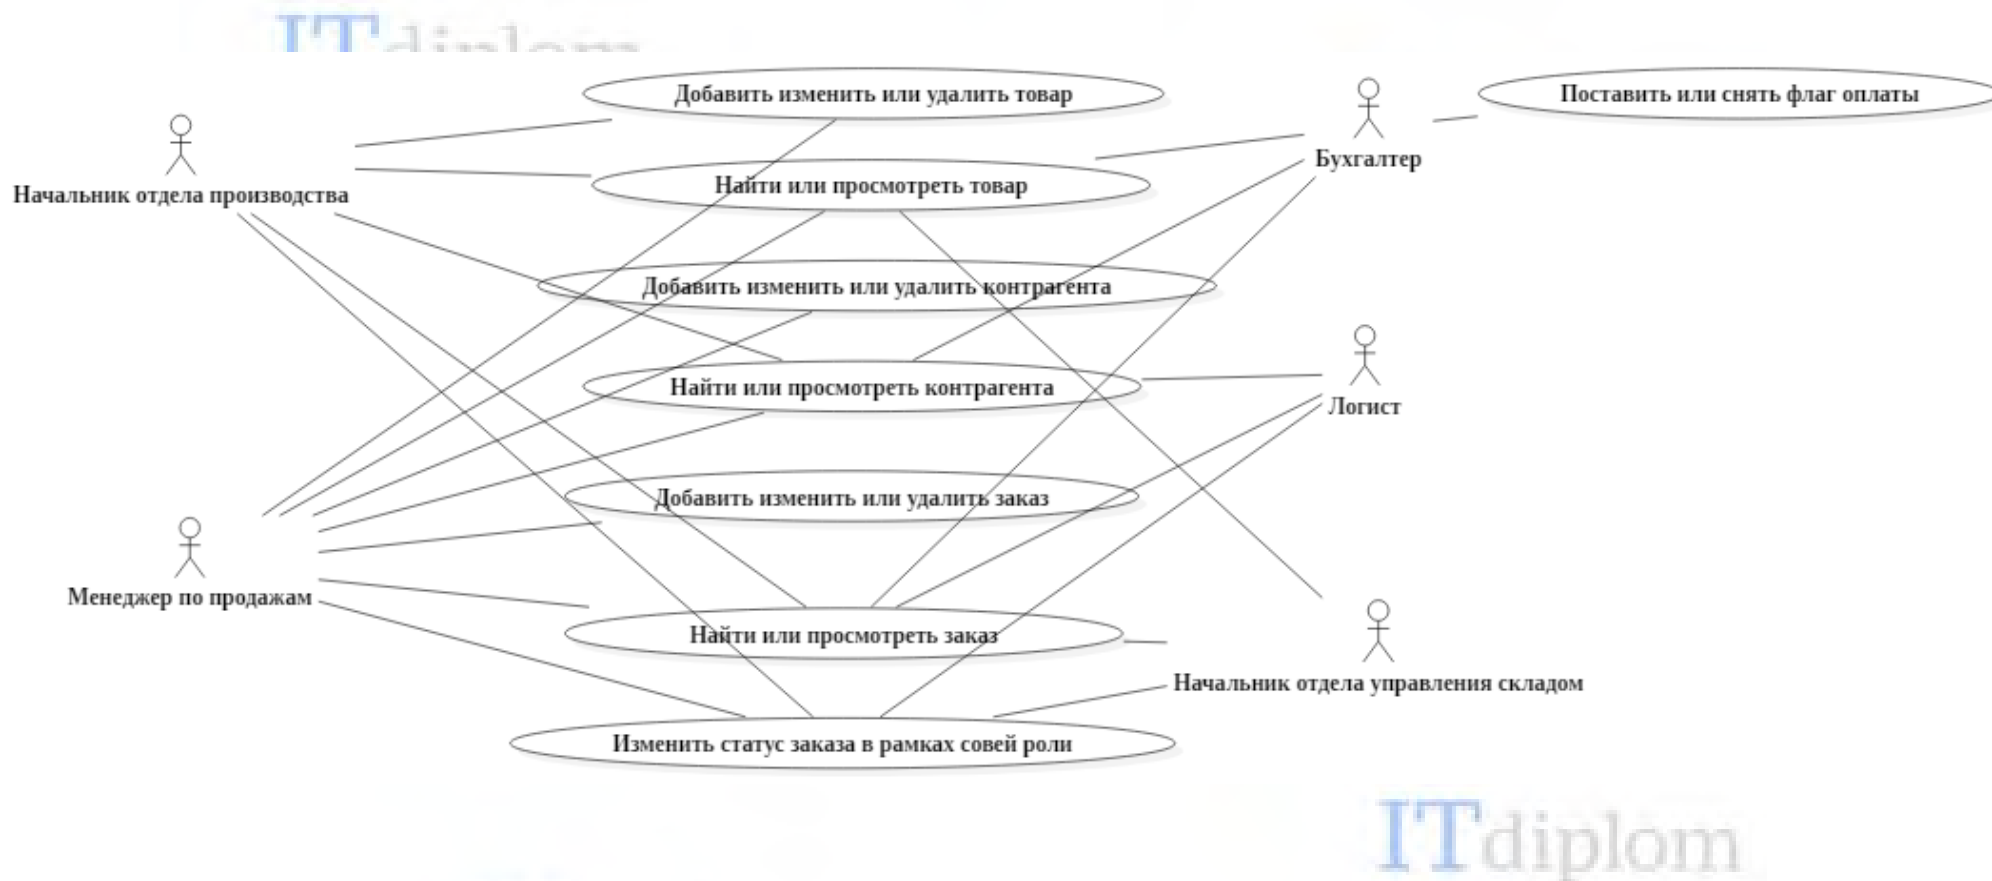 ITdiplom
Добавить изменить или удалить товар
Поставить или снять флаг оплаты
Бухгалтер
Найти или просмотреть товар
Начальник отдела производства
Добавить изменить или удалить контрагента
Найти или просмотреть контрагента
Логист
Добавить изменить или удалить заказ
Менеджер по продажам
Найти или просмотреть заказ
Начальник отдела управления складом
Изменить статус заказа в рамках совей роли
ITdiplom